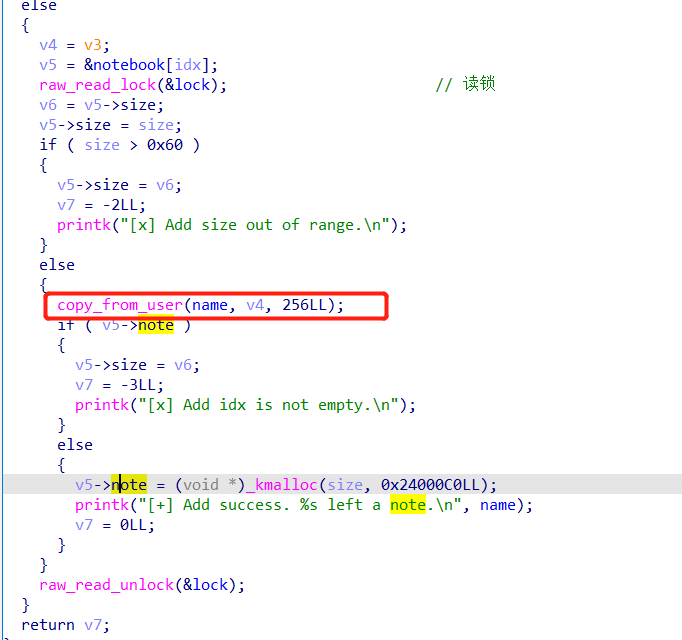 else
{
v4 = v3;
v5 = &notebook[idx];
raw_read_lock(&lock); // 读锁
v6 = v5->size;
v5->size = size;
if ( size > 0x60 )
{
v5->size = v6;
v7 = -2LL;
printk("[x] Add size out of range.\n");
}
else
{
copy_from_user(name, v4, 256LL);
if ( v5->note )
{
v5->size = v6;
v7 = -3LL;
printk("[x] Add idx is not empty.\n");
}
else
{
v5->note = (void *)_kmalloc(size, 0x24000C0LL);
printk("[+] Add success. %s left a note.\n", name);
v7 = 0LL;
}
}
raw_read_unlock(&lock);
}
return v7;